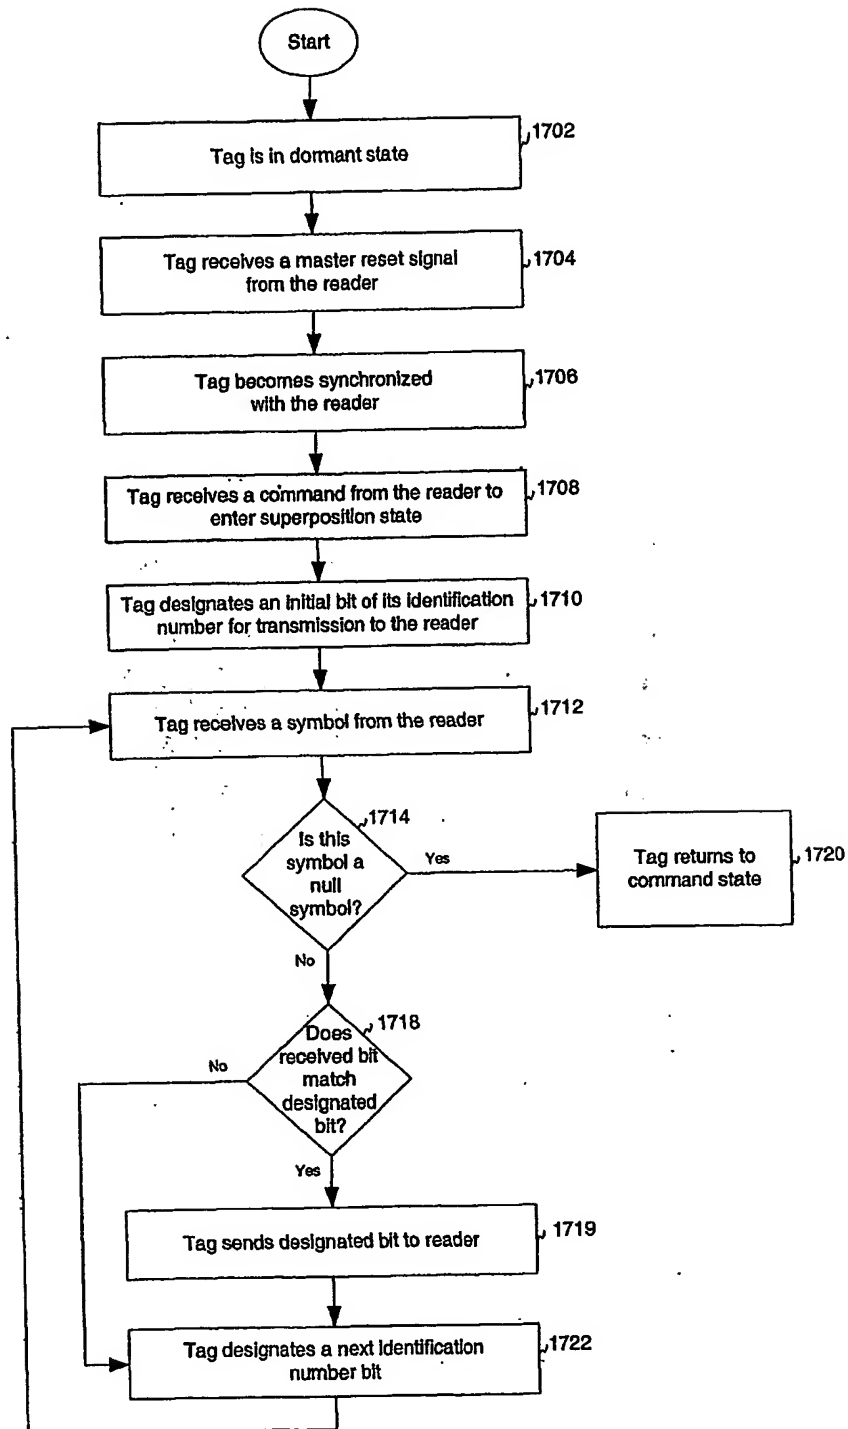 Start
1702
Tag is in dormant state
Tag receives a master reset signal
from the reader
1704
Tag becomes synchronized
with the reader
1706
Tag receives a command from the reader to
enter superposition state
1708
Tag designates an initial bit of its identification
number for transmission to the reader
1710
Tag receives a symbol from the reader
1712
1714
Is this
symbol a
null
symbol?
Yes
Tag returns to
command state
1720
No
1718
Does
received bit
match
designated
bit?
No
Yes
Tag sends designated bit to reader
1719
Tag designates a next identification
number bit
1722